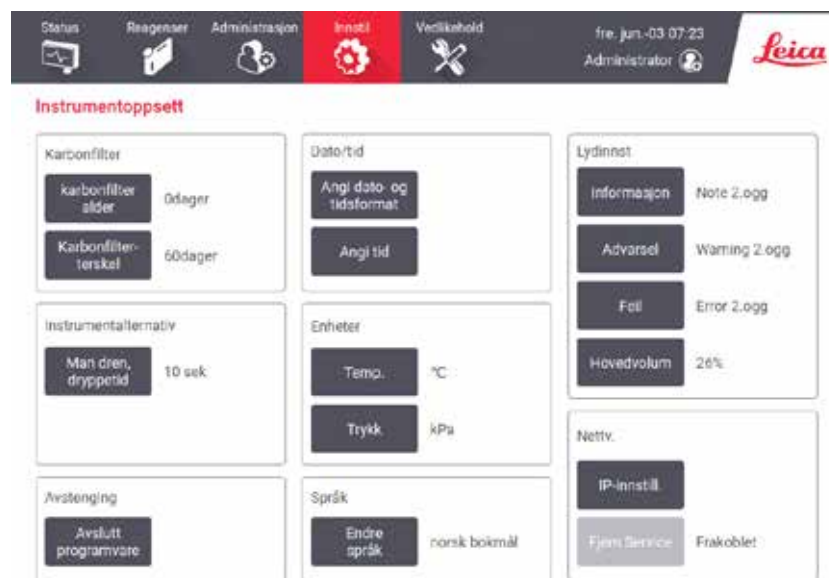 Status
Reagenser
Administrasjon
Innstil
Vedlikehold
fre. jun.-03 07:23
Administrator
Leica
Instrumentoppsett
Karbonfilter
karbonfilter
alder
0dager
Karbonfilter-
terskel
60dager
Dato/tid
Angi dato- og
tidsformat
Angi tid
Lydinnst
Informasjon
Note 2.ogg
Advarsel
Warning 2.ogg
Feil
Error 2.ogg
Hovedvolum
26%
Instrumentalternativ
Man dren,
dryppetid
10 sek
Enheter
Temp.
°C
Trykk
kPa
Nettv.
IP-innstill.
Fjern Service
Frakoblet
Avstenging
Avslutt
programvare
Språk
Endre
språk
norsk bokmål